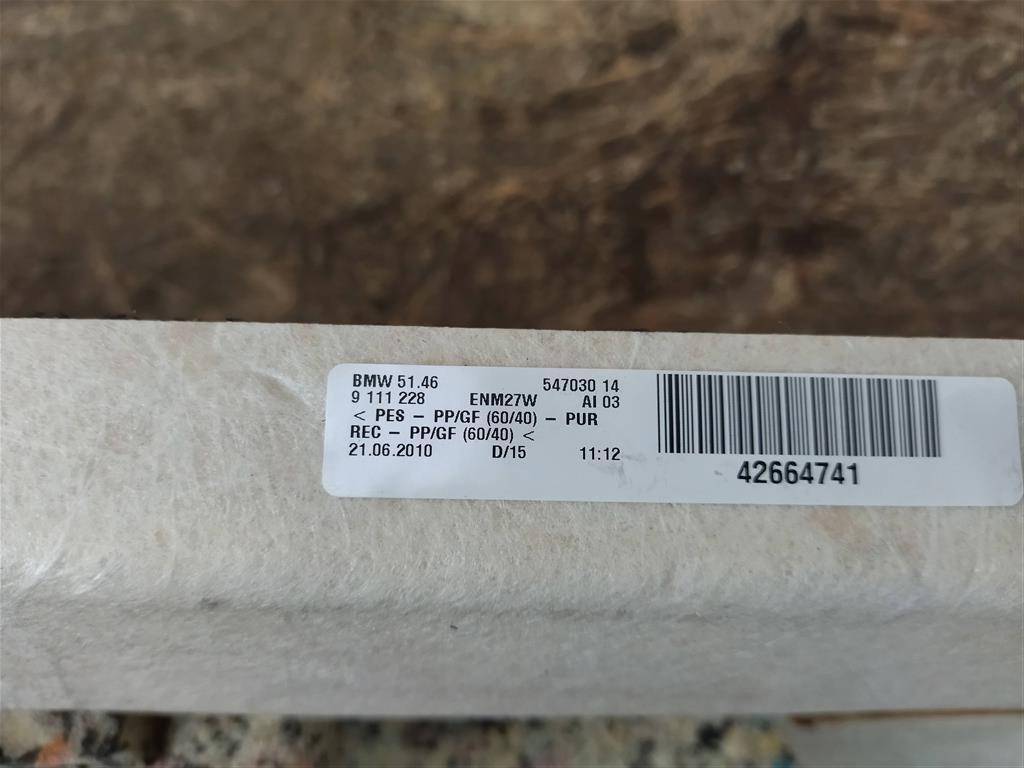 BMW 51.46 547030 14
9 111 228 ENM27W AI 03
< PES – PP/GF (60/40) – PUR
REC – PP/GF (60/40) <
21.06.2010 D/15 11:12
42664741